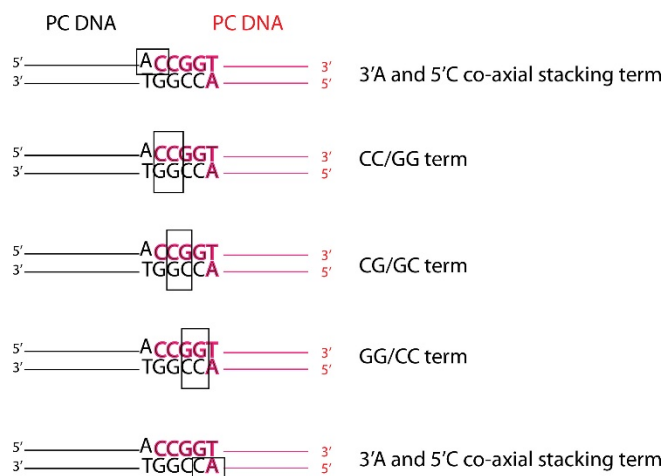 PC DNA PC DNA
5′ ACCGGT 3′ 3′A and 5′C co-axial stacking term
3′ TGGCCA 5′
5′ ACCGGT 3′ CC/GG term
3′ TGGCCA 5′
5′ ACCGGT 3′ CG/GC term
3′ TGGCCA 5′
5′ ACCGGT 3′ GG/CC term
3′ TGGCCA 5′
5′ ACCGGT 3′ 3′A and 5′C co-axial stacking term
3′ TGGCCA 5′